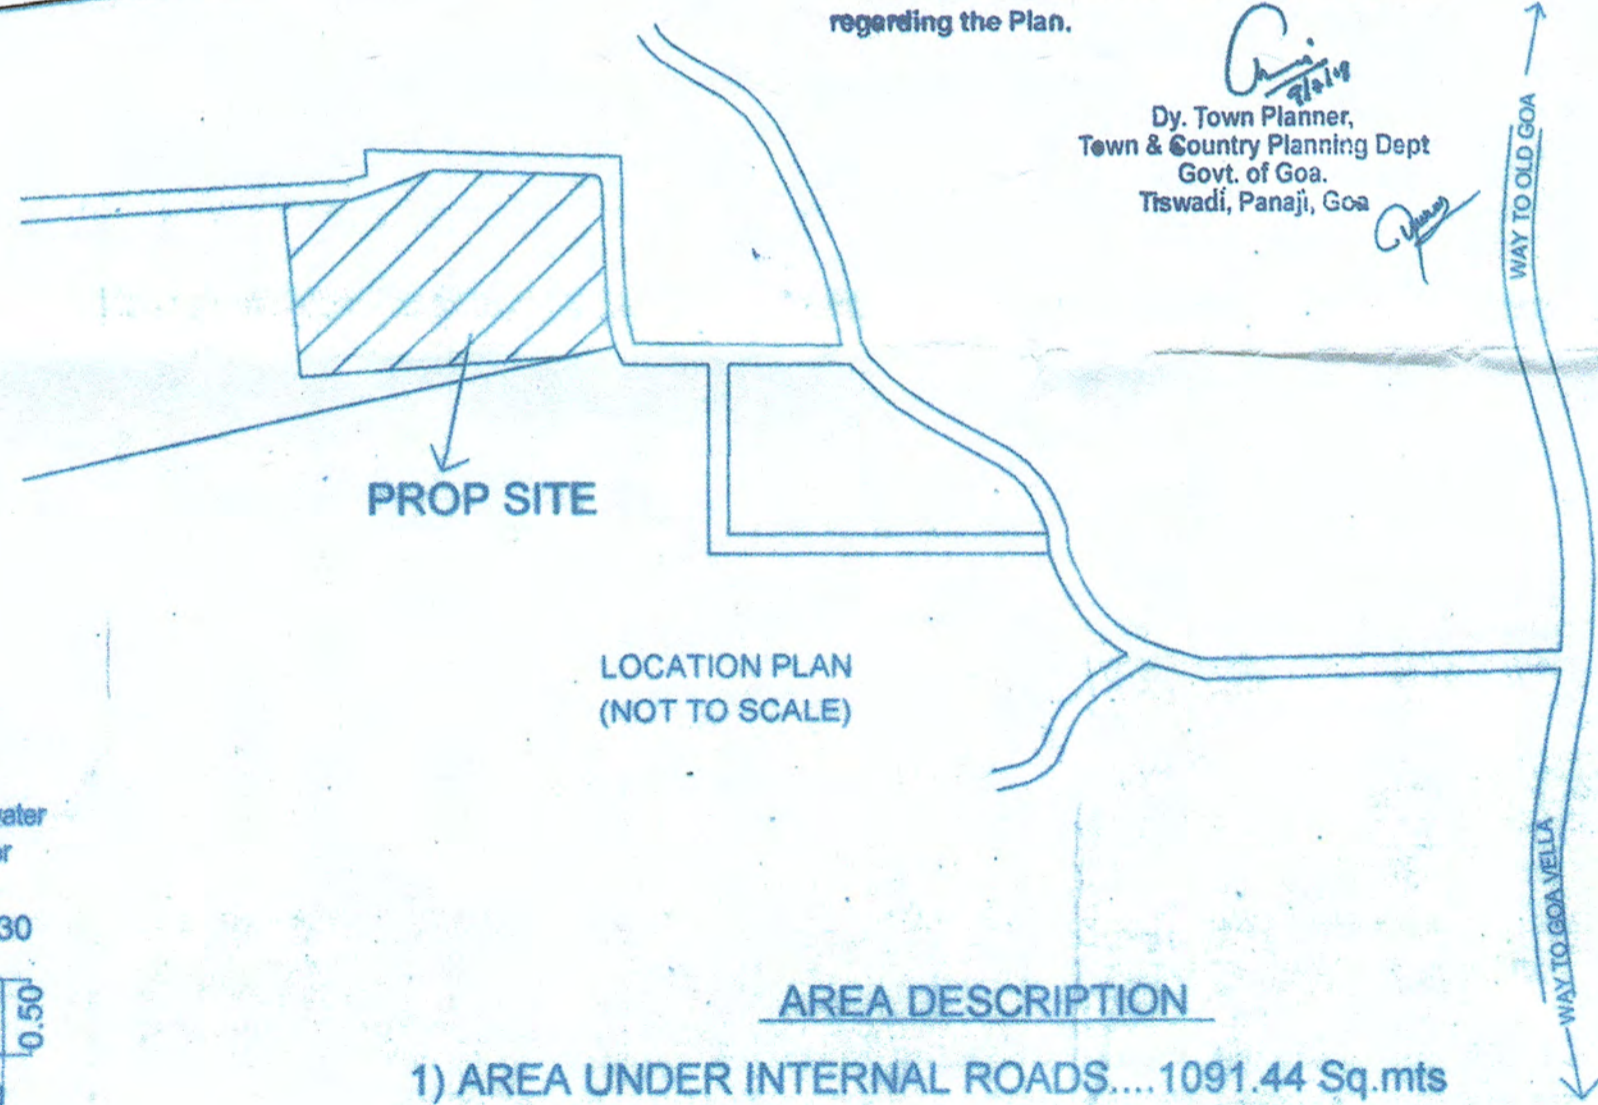 regarding the Plan.
Dy. Town Planner,
Town & Country Planning Dept
Govt. of Goa.
Tiswadi, Panaji, Goa
WAY TO OLD GOA
PROP SITE
LOCATION PLAN
(NOT TO SCALE)
ater
or
30
0.50
WAY TO GOA VELLA
AREA DESCRIPTION
1) AREA UNDER INTERNAL ROADS....1091.44 Sq.mts